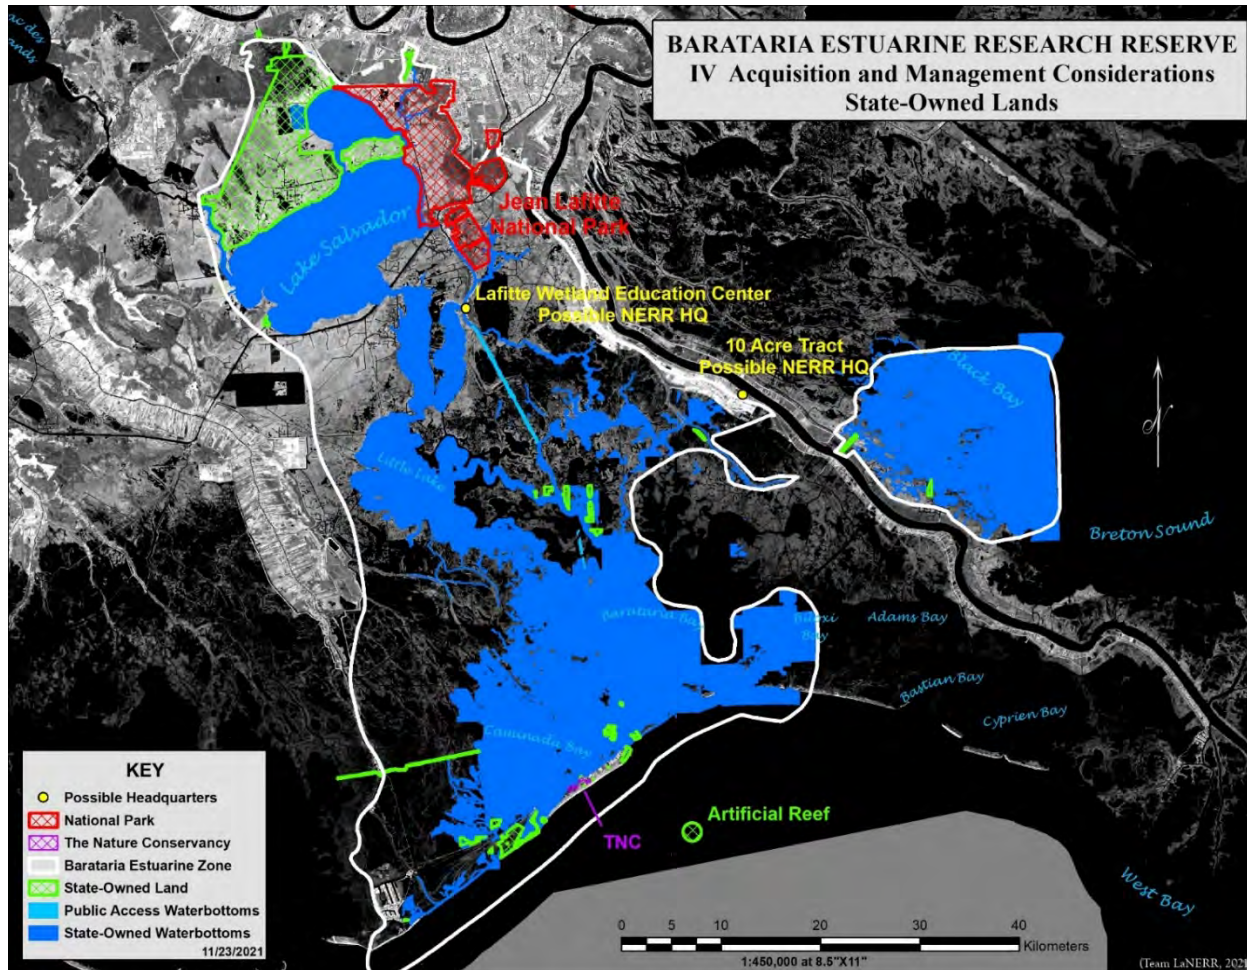 BARATARIA ESTUARINE RESEARCH RESERVE
IV Acquisition and Management Considerations
State-Owned Lands
Lake Salvador
Jean Lafitte
National Park
Lafitte Wetland Education Center
Possible NERR HQ
10 Acre Tract
Possible NERR HQ
Black Bay
Little Lake
Breton Sound
Barataria Bay
Bay
Adams Bay
Bastian Bay
Cyprien Bay
Caminada Bay
TNC
Artificial Reef
West Bay
KEY
Possible Headquarters
National Park
The Nature Conservancy
Barataria Estuarine Zone
State-Owned Land
Public Access Waterbottoms
State-Owned Waterbottoms
11/23/2021
0 5 10 20 30 40
Kilometers
1:450,000 at 8.5"X11"
(Team LaNERR, 2021